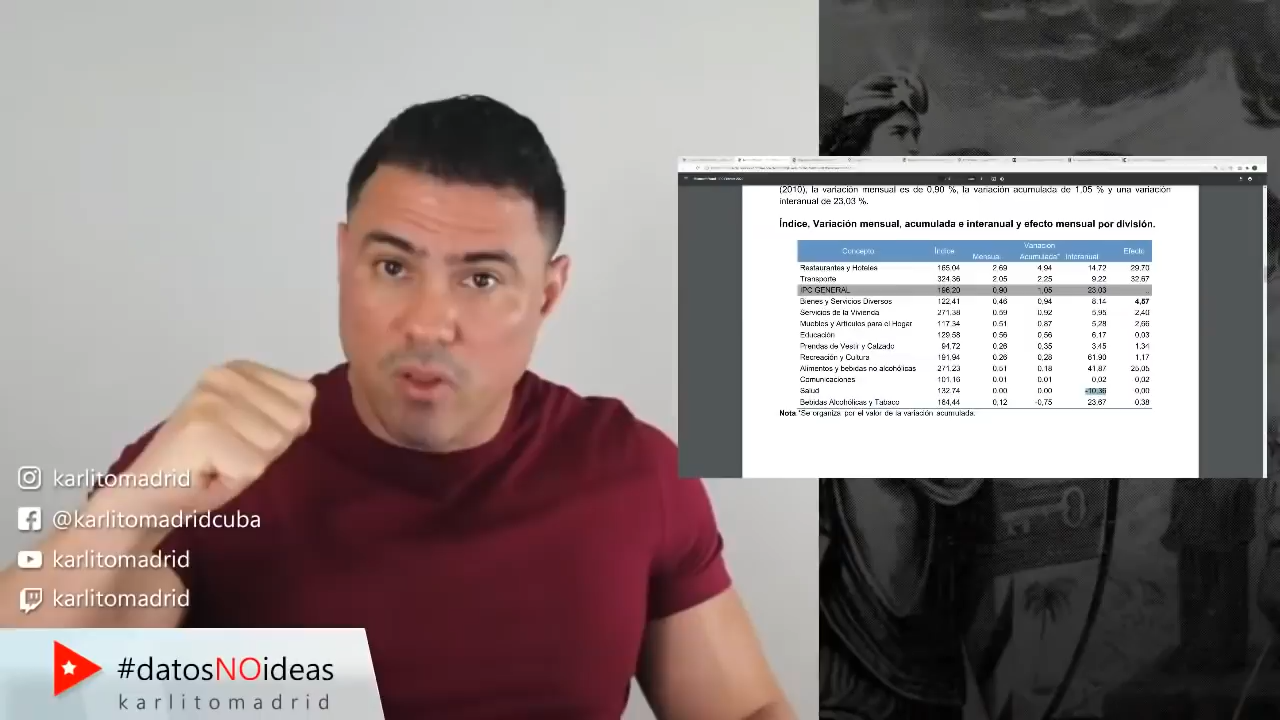 (2010), la variación mensual es de 0,90 %, la variación acumulada de 1,05 % y una variación
interanual de 23.03 %.
Índice, Variación mensual, acumulada e interanual y efecto mensual por división.
Concepto Índice Variación Efecto
Mensual Acumulada* Interanual
Restaurantes y Hoteles 165,04 2,69 4,94 14,72 29,70
Transporte 324,36 2,05 2,25 9,22 32,67
IPC GENERAL 196,20 0,90 1,05 23,03
Bienes y Servicios Diversos 122,41 0,46 0,94 8,14 4,57
Servicios de la Vivienda 271,38 0,59 0,92 5,95 2,40
Muebles y Artículos para el Hogar 117,34 0,51 0,87 5,28 2,66
Educación 129,58 0,56 0,56 6,17 0,03
Prendas de Vestir y Calzado 94,72 0,26 0,35 3,45 1,34
Recreación y Cultura 191,94 0,26 0,28 61,90 1,17
Alimentos y bebidas no alcohólicas 271,23 0,51 0,18 41,87 25,05
Comunicaciones 101,16 0,01 0,01 0,02 0,02
Salud 132,74 0,00 0,00 -10,36 0,00
Bebidas Alcohólicas y Tabaco 164,44 0,12 -0,75 23,67 0,38
Nota *Se organiza por el valor de la variación acumulada.
karlitomadrid
@karlitomadridcuba
karlitomadrid
karlitomadrid
#datosNOideas
karlitomadrid